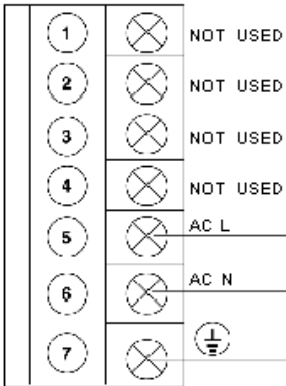 1 NOT USED
2 NOT USED
3 NOT USED
4 NOT USED
5 AC L
6 AC N
7